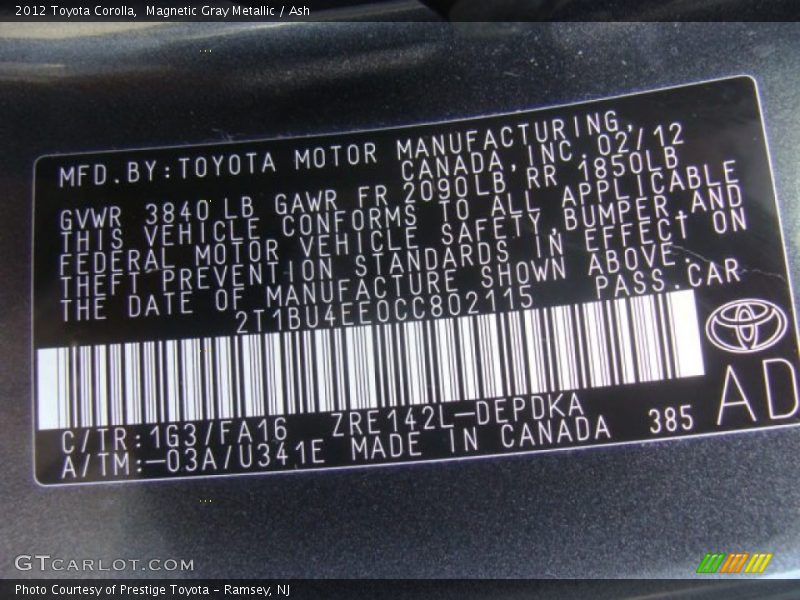 2012 Toyota Corolla, Magnetic Gray Metallic / Ash
MFD.BY:TOYOTA MOTOR MANUFACTURING,
CANADA,INC.02/12
GVWR 3840 LB GAWR FR 2090LB,RR 1850LB
THIS VEHICLE CONFORMS TO ALL APPLICABLE
FEDERAL MOTOR VEHICLE SAFETY,BUMPER AND
THEFT PREVENTION STANDARDS IN EFFECT ON
THE DATE OF MANUFACTURE SHOWN ABOVE.
2T1BU4EE0CC802115 PASS.CAR
C/TR:1G3/FA16 ZRE142L-DEPDKA
A/TM:-03A/U341E MADE IN CANADA 385 AD
GTCARLOT.COM
Photo Courtesy of Prestige Toyota - Ramsey, NJ